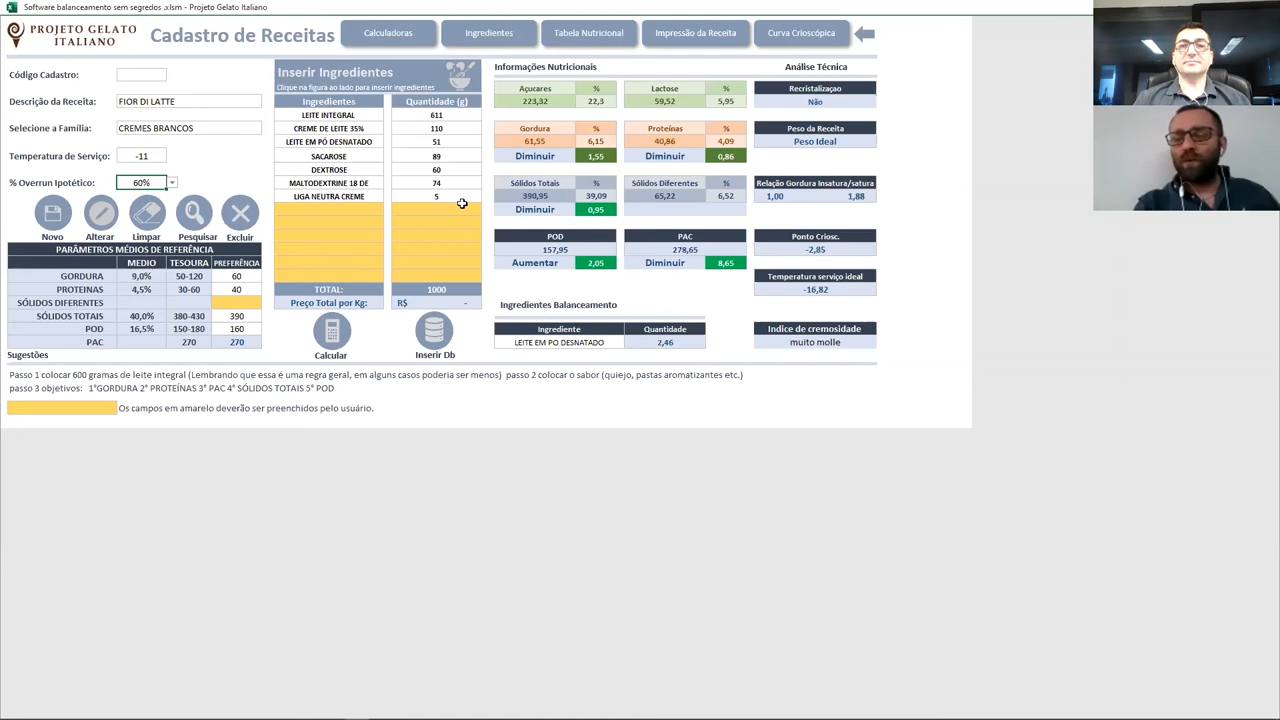 Software balanceamento sem segredos .xlsm - Projeto Gelato Italiano
PROJETO GELATO
ITALIANO
Cadastro de Receitas
Calculadoras
Ingredientes
Tabela Nutricional
Impressão da Receita
Curva Crioscópica
Código Cadastro:
Descrição da Receita: FIOR DI LATTE
Selecione a Família: CREMES BRANCOS
Temperatura de Serviço: -11
% Overrun Ipotético: 60%
Novo Alterar Limpar Pesquisar Excluir
PARÂMETROS MÉDIOS DE REFERÊNCIA
MEDIO TESOURA PREFERÊNCIA
GORDURA 9,0% 50-120 60
PROTEINAS 4,5% 30-60 40
SÓLIDOS DIFERENTES
SÓLIDOS TOTAIS 40,0% 380-430 390
POD 16,5% 150-180 160
PAC 270 270
Sugestões
Inserir Ingredientes
Clique na figura ao lado para inserir ingredientes
Ingredientes Quantidade (g)
LEITE INTEGRAL 611
CREME DE LEITE 35% 110
LEITE EM PÓ DESNATADO 51
SACAROSE 89
DEXTROSE 60
MALTODEXTRINE 18 DE 74
LIGA NEUTRA CREME 5
TOTAL: 1000
Preço Total por Kg: R$ -
Calcular Inserir Db
Informações Nutricionais
Açucares % Lactose %
223,32 22,3 59,52 5,95
Gordura % Proteínas %
61,55 6,15 40,86 4,09
Diminuir 1,55 Diminuir 0,86
Sólidos Totais % Sólidos Diferentes %
390,95 39,09 65,22 6,52
Diminuir 0,95
POD PAC
157,95 278,65
Aumentar 2,05 Diminuir 8,65
Ingredientes Balanceamento
Ingrediente Quantidade
LEITE EM PO DESNATADO 2,46
Análise Técnica
Recristalizaçao
Não
Peso da Receita
Peso Ideal
Relação Gordura Insatura/satura
1,00 1,88
Ponto Criosc.
-2,85
Temperatura serviço ideal
-16,82
Indice de cremosidade
muito molle
Passo 1 colocar 600 gramas de leite integral (Lembrando que essa é uma regra geral, em alguns casos poderia ser menos) passo 2 colocar o sabor (quiejo, pastas aromatizantes etc.)
passo 3 objetivos: 1°GORDURA 2° PROTEÍNAS 3° PAC 4° SÓLIDOS TOTAIS 5° POD
Os campos em amarelo deverão ser preenchidos pelo usuário.